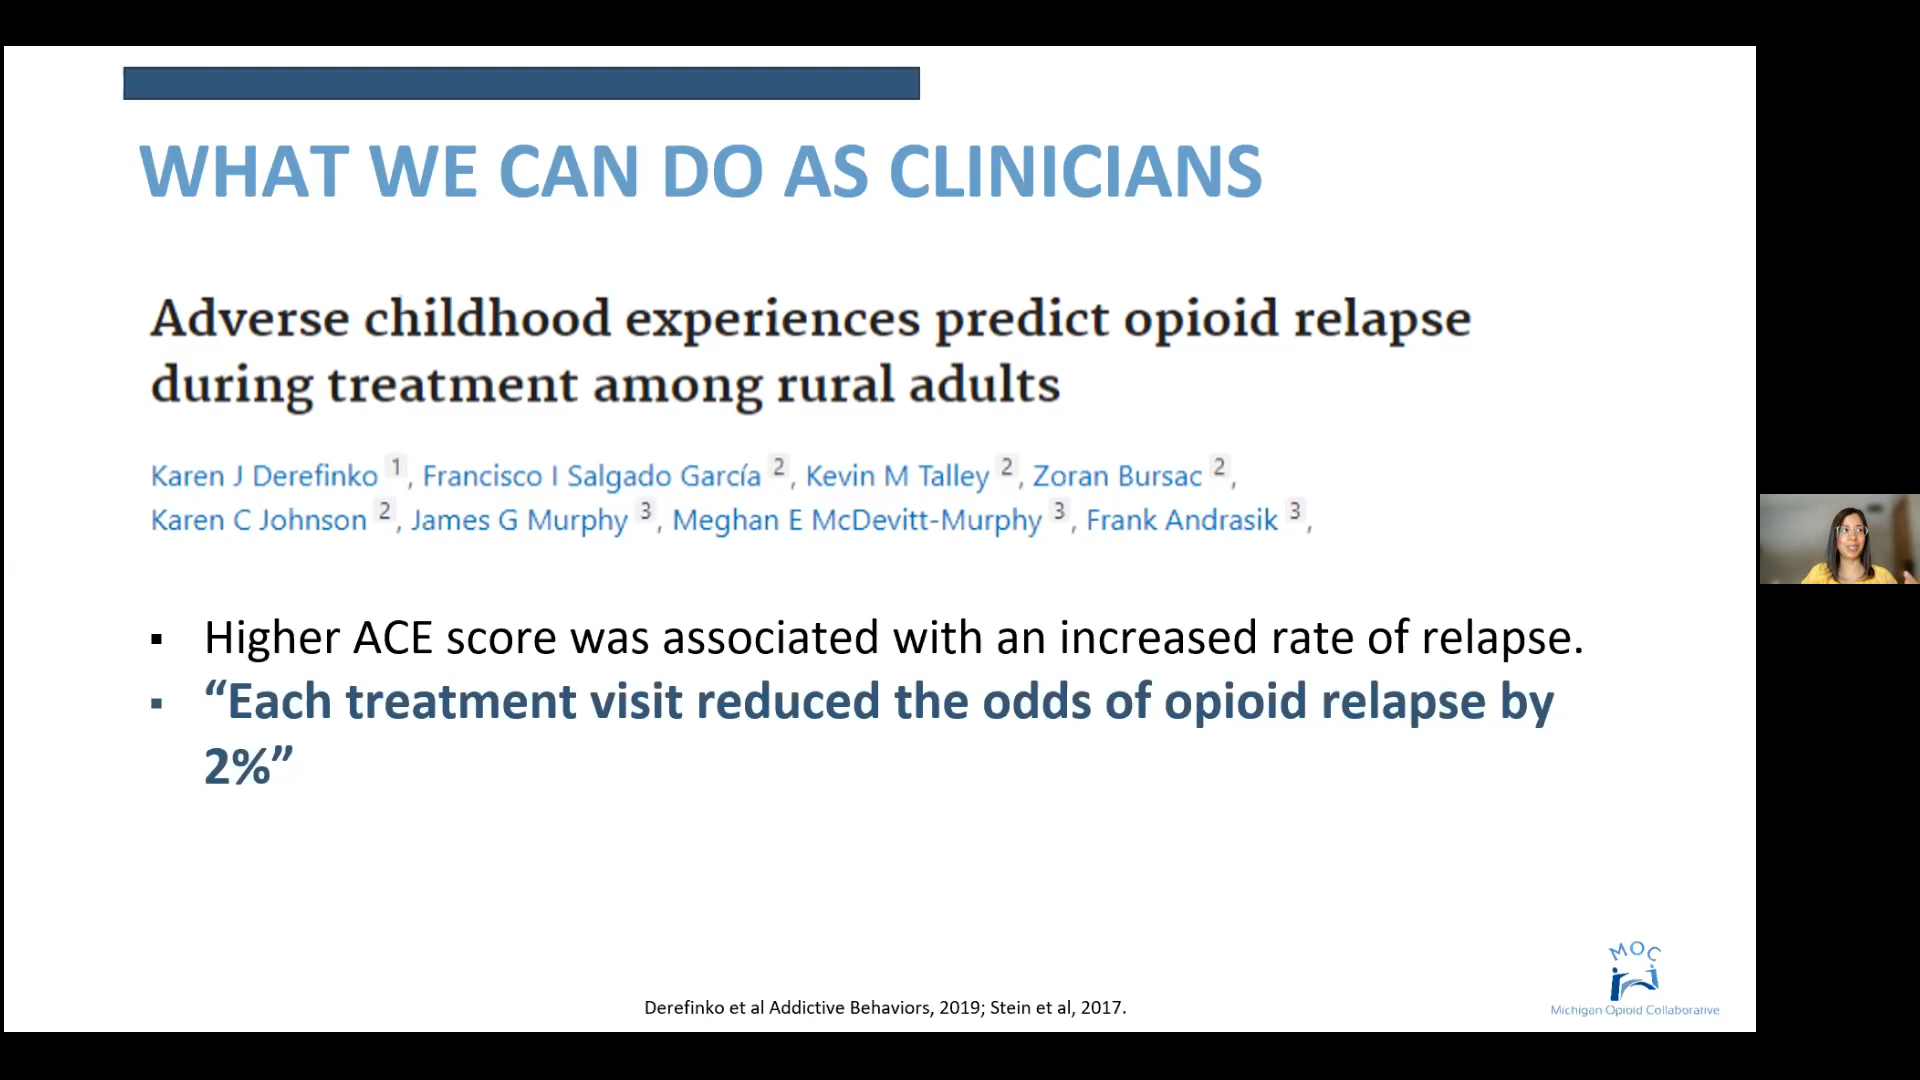 WHAT WE CAN DO AS CLINICIANS
Adverse childhood experiences predict opioid relapse
during treatment among rural adults
Karen J Derefinko 1, Francisco I Salgado García 2, Kevin M Talley 2, Zoran Bursac 2,
Karen C Johnson 2, James G Murphy 3, Meghan E McDevitt-Murphy 3, Frank Andrasik 3,
▪ Higher ACE score was associated with an increased rate of relapse.
▪ “Each treatment visit reduced the odds of opioid relapse by
2%”
Derefinko et al Addictive Behaviors, 2019; Stein et al, 2017.
MOC
Michigan Opioid Collaborative